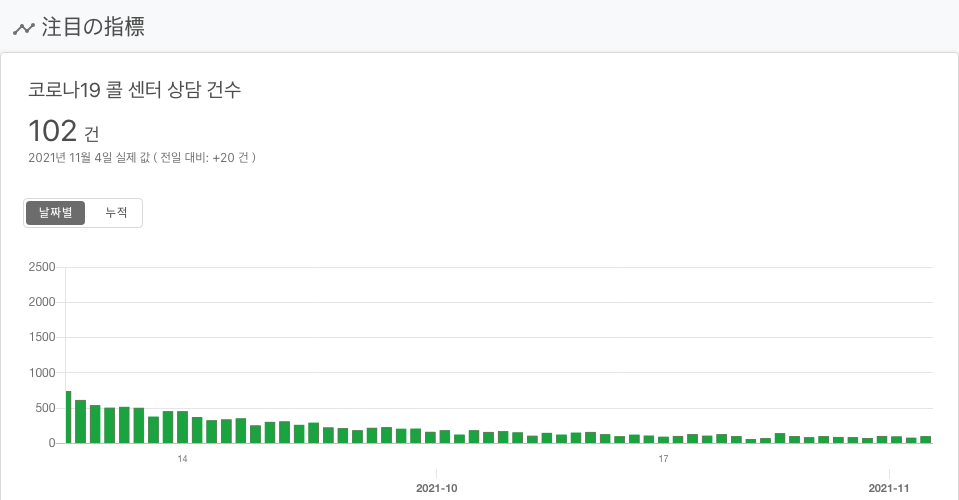 注目の指標
코로나19 콜 센터 상담 건수
102 건
2021년 11월 4일 실제 값 ( 전일 대비: +20 건 )
날짜별 누적
2500
2000
1500
1000
500
0
14 17
2021-10 2021-11